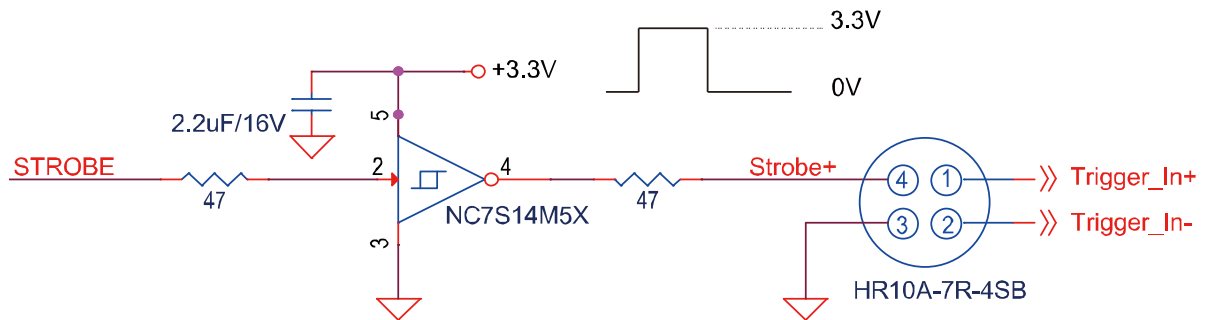 3.3V
+3.3V
0V
2.2uF/16V
5
STROBE
2
4
Strobe+
4
1
Trigger_In+
47
NC7S14M5X
47
3
3
2
Trigger_In-
HR10A-7R-4SB